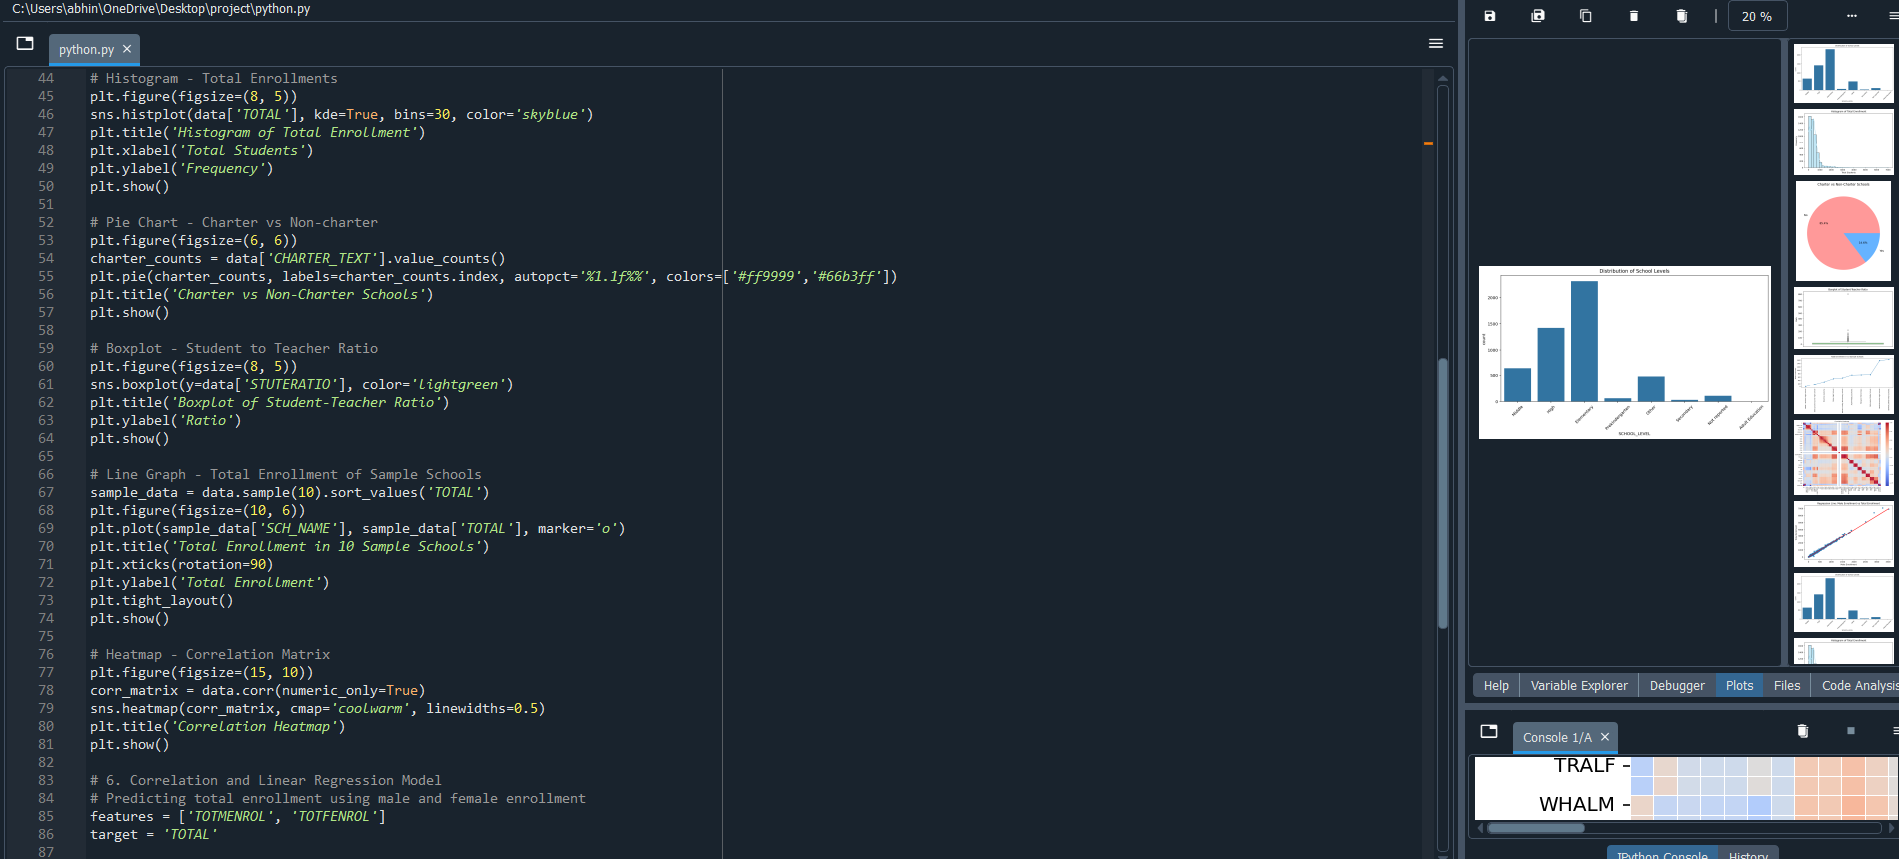 C:\Users\abhin\OneDrive\Desktop\project\python.py
python.py
44 # Histogram - Total Enrollments
45 plt.figure(figsize=(8, 5))
46 sns.histplot(data['TOTAL'], kde=True, bins=30, color='skyblue')
47 plt.title('Histogram of Total Enrollment')
48 plt.xlabel('Total Students')
49 plt.ylabel('Frequency')
50 plt.show()
51
52 # Pie Chart - Charter vs Non-charter
53 plt.figure(figsize=(6, 6))
54 charter_counts = data['CHARTER_TEXT'].value_counts()
55 plt.pie(charter_counts, labels=charter_counts.index, autopct='%1.1f%%', colors=['#ff9999','#66b3ff'])
56 plt.title('Charter vs Non-Charter Schools')
57 plt.show()
58
59 # Boxplot - Student to Teacher Ratio
60 plt.figure(figsize=(8, 5))
61 sns.boxplot(y=data['STUTERATIO'], color='lightgreen')
62 plt.title('Boxplot of Student-Teacher Ratio')
63 plt.ylabel('Ratio')
64 plt.show()
65
66 # Line Graph - Total Enrollment of Sample Schools
67 sample_data = data.sample(10).sort_values('TOTAL')
68 plt.figure(figsize=(10, 6))
69 plt.plot(sample_data['SCH_NAME'], sample_data['TOTAL'], marker='o')
70 plt.title('Total Enrollment in 10 Sample Schools')
71 plt.xticks(rotation=90)
72 plt.ylabel('Total Enrollment')
73 plt.tight_layout()
74 plt.show()
75
76 # Heatmap - Correlation Matrix
77 plt.figure(figsize=(15, 10))
78 corr_matrix = data.corr(numeric_only=True)
79 sns.heatmap(corr_matrix, cmap='coolwarm', linewidths=0.5)
80 plt.title('Correlation Heatmap')
81 plt.show()
82
83 # 6. Correlation and Linear Regression Model
84 # Predicting total enrollment using male and female enrollment
85 features = ['TOTMENROL', 'TOTFENROL']
86 target = 'TOTAL'
87
20 %
Distribution of School Levels
2000
1500
1000
500
0
count
Middle
High
Elementary
Prekindergarten
Other
Secondary
Not reported
Adult Education
SCHOOL_LEVEL
Charter vs Non-Charter Schools
Help
Variable Explorer
Debugger
Plots
Files
Code Analysis
Console 1/A
TRALF
WHALM
IPython Console
History